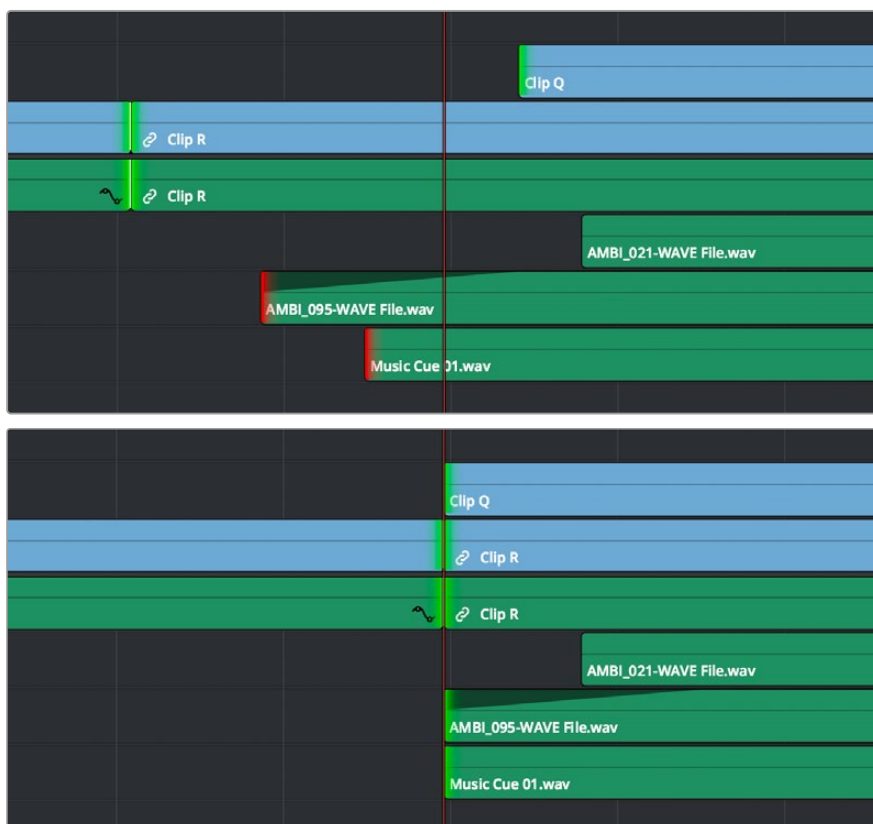 Clip Q
Clip R
Clip R
AMBI_021-WAVE File.wav
AMBI_095-WAVE File.wav
Music Cue 01.wav
Clip Q
Clip R
Clip R
AMBI_021-WAVE File.wav
AMBI_095-WAVE File.wav
Music Cue 01.wav